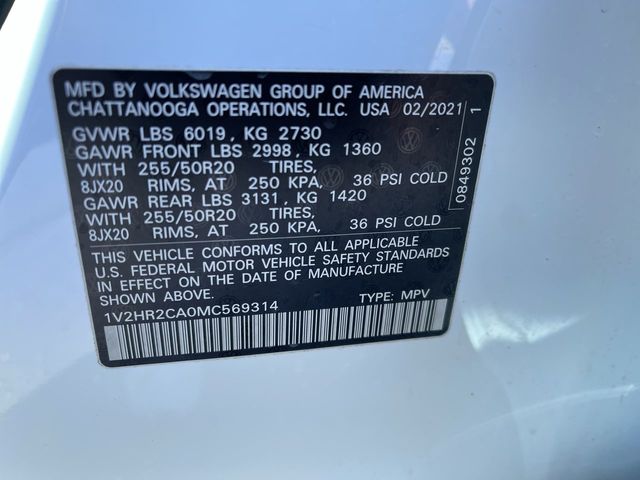 MFD BY VOLKSWAGEN GROUP OF AMERICA
CHATTANOOGA OPERATIONS, LLC. USA 02/2021
GVWR LBS 6019, KG 2730
GAWR FRONT LBS 2998, KG 1360
WITH 255/50R20 TIRES,
8JX20 RIMS, AT 250 KPA, 36 PSI COLD
GAWR REAR LBS 3131, KG 1420
WITH 255/50R20 TIRES,
8JX20 RIMS, AT 250 KPA, 36 PSI COLD
THIS VEHICLE CONFORMS TO ALL APPLICABLE
U.S. FEDERAL MOTOR VEHICLE SAFETY STANDARDS
IN EFFECT ON THE DATE OF MANUFACTURE
1V2HR2CA0MC569314 TYPE: MPV
0849302 1